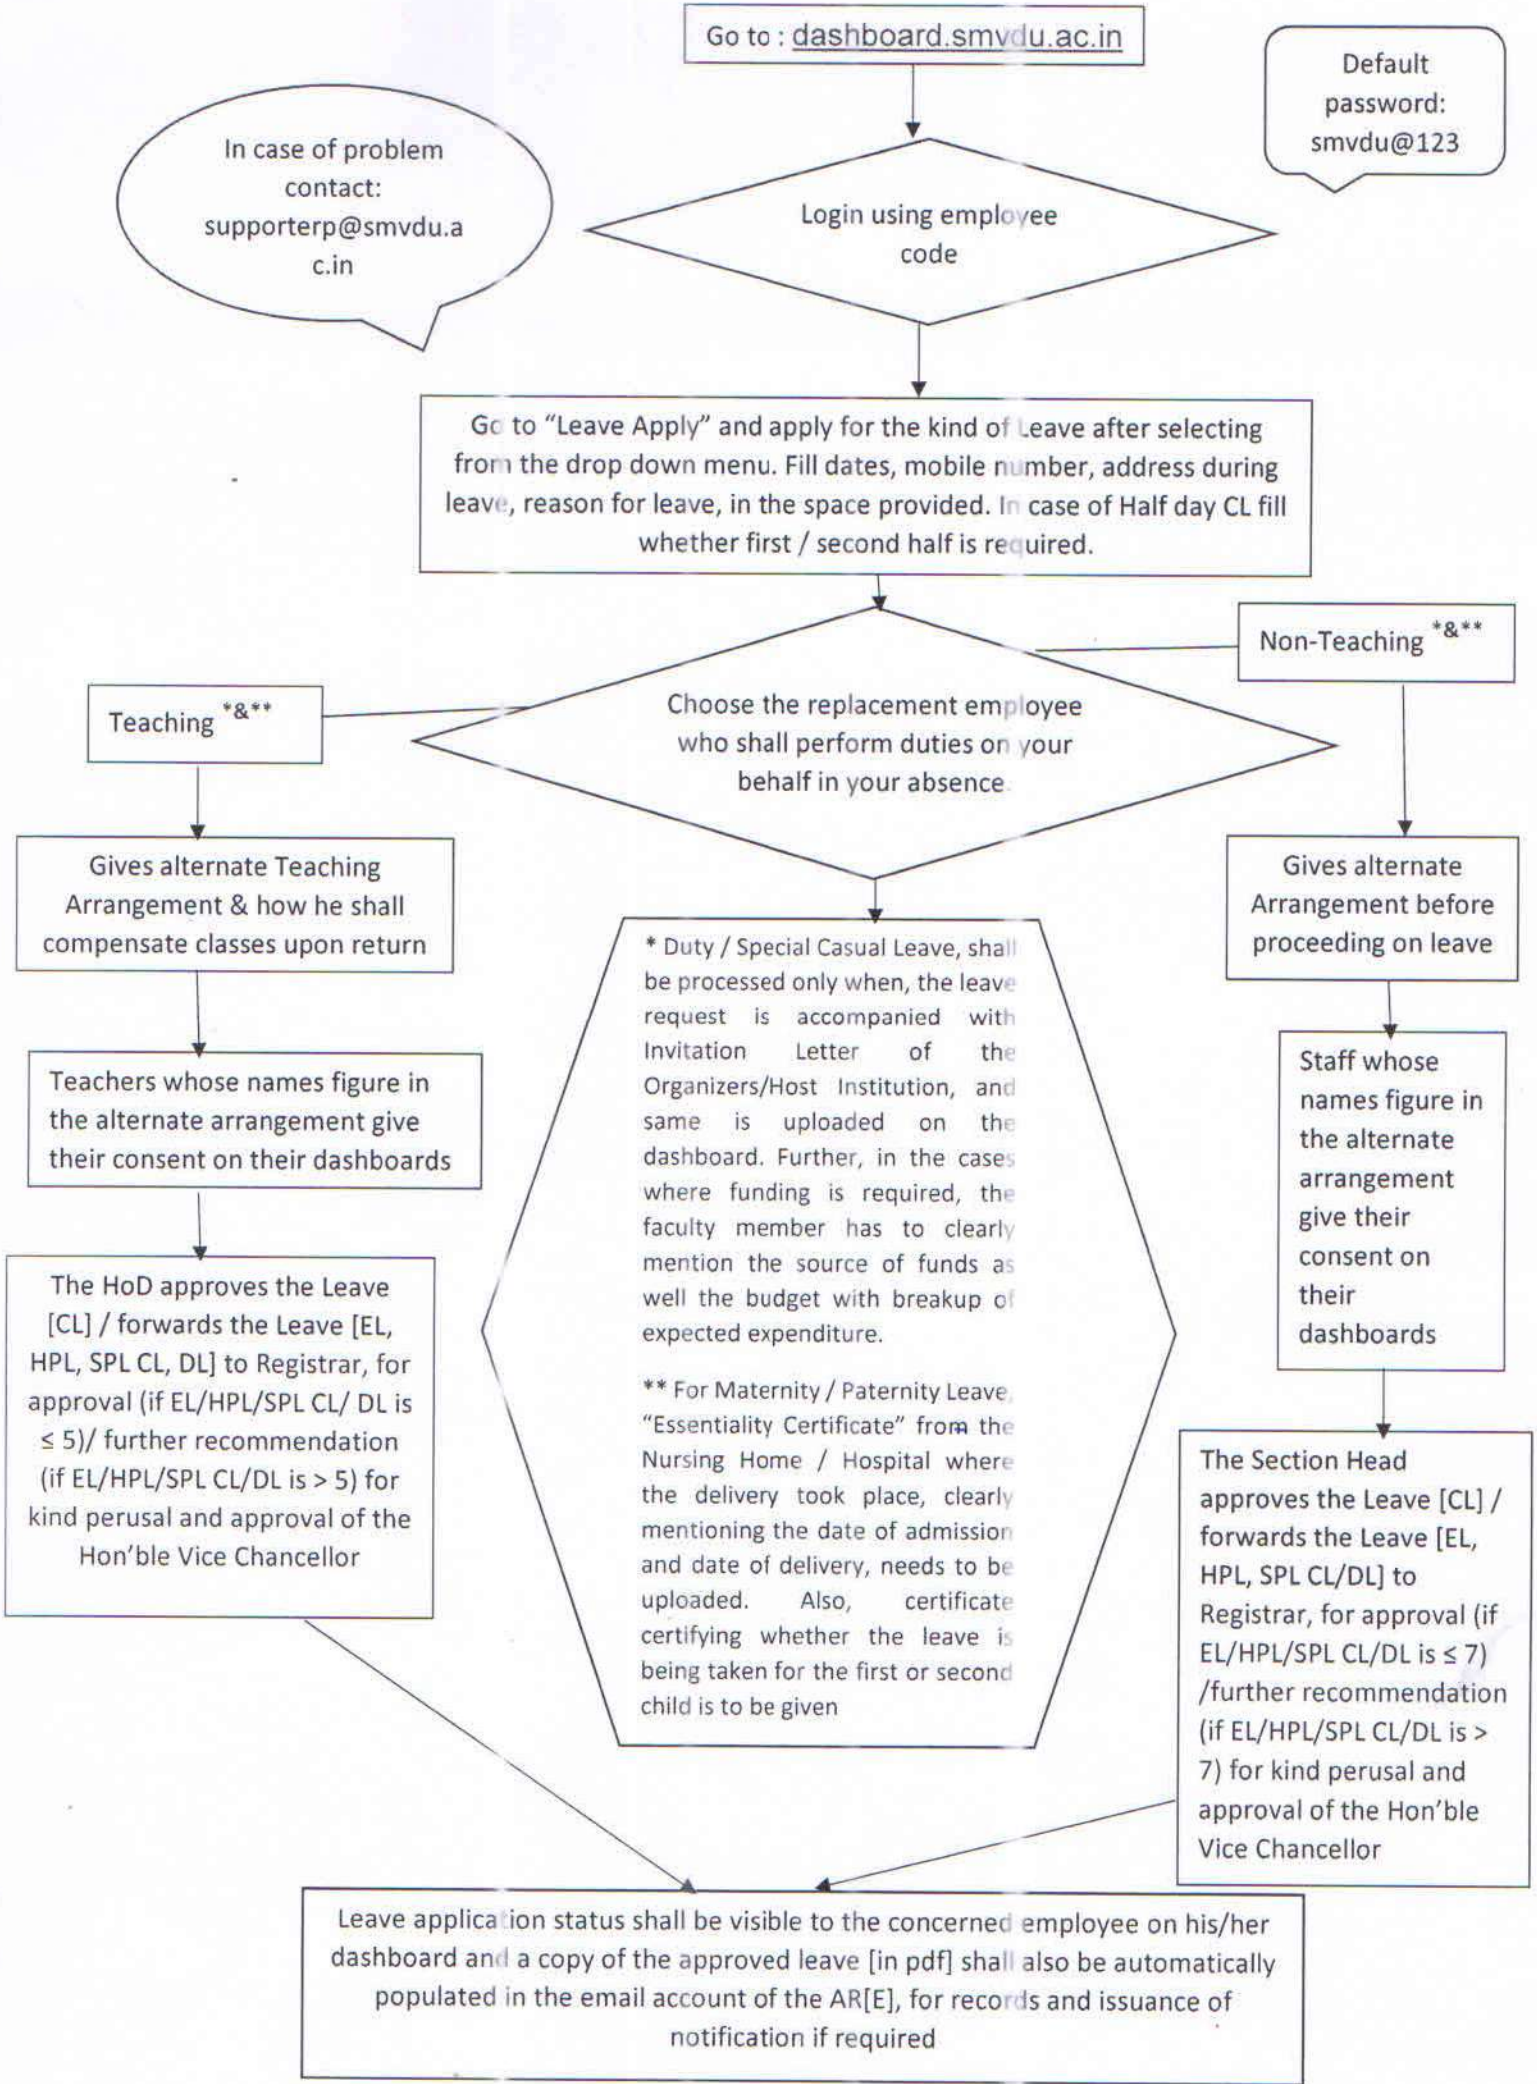 Go to : dashboard.smvdu.ac.in
Default
password:
smvdu@123
In case of problem
contact:
supporterp@smvdu.a
c.in
Login using employee
code
Go to “Leave Apply” and apply for the kind of Leave after selecting
from the drop down menu. Fill dates, mobile number, address during
leave, reason for leave, in the space provided. In case of Half day CL fill
whether first / second half is required.
Non-Teaching *&**
Teaching *&**
Choose the replacement employee
who shall perform duties on your
behalf in your absence.
Gives alternate Teaching
Arrangement & how he shall
compensate classes upon return
Gives alternate
Arrangement before
proceeding on leave
Teachers whose names figure in
the alternate arrangement give
their consent on their dashboards
Staff whose
names figure in
the alternate
arrangement
give their
consent on
their
dashboards
The HoD approves the Leave
[CL] / forwards the Leave [EL,
HPL, SPL CL, DL] to Registrar, for
approval (if EL/HPL/SPL CL/ DL is
≤ 5)/ further recommendation
(if EL/HPL/SPL CL/DL is > 5) for
kind perusal and approval of the
Hon’ble Vice Chancellor
* Duty / Special Casual Leave, shall
be processed only when, the leave
request is accompanied with
Invitation Letter of the
Organizers/Host Institution, and
same is uploaded on the
dashboard. Further, in the cases
where funding is required, the
faculty member has to clearly
mention the source of funds as
well the budget with breakup of
expected expenditure.
** For Maternity / Paternity Leave,
“Essentiality Certificate” from the
Nursing Home / Hospital where
the delivery took place, clearly
mentioning the date of admission
and date of delivery, needs to be
uploaded. Also, certificate
certifying whether the leave is
being taken for the first or second
child is to be given
The Section Head
approves the Leave [CL] /
forwards the Leave [EL,
HPL, SPL CL/DL] to
Registrar, for approval (if
EL/HPL/SPL CL/DL is ≤ 7)
/further recommendation
(if EL/HPL/SPL CL/DL is >
7) for kind perusal and
approval of the Hon’ble
Vice Chancellor
Leave application status shall be visible to the concerned employee on his/her
dashboard and a copy of the approved leave [in pdf] shall also be automatically
populated in the email account of the AR[E], for records and issuance of
notification if required